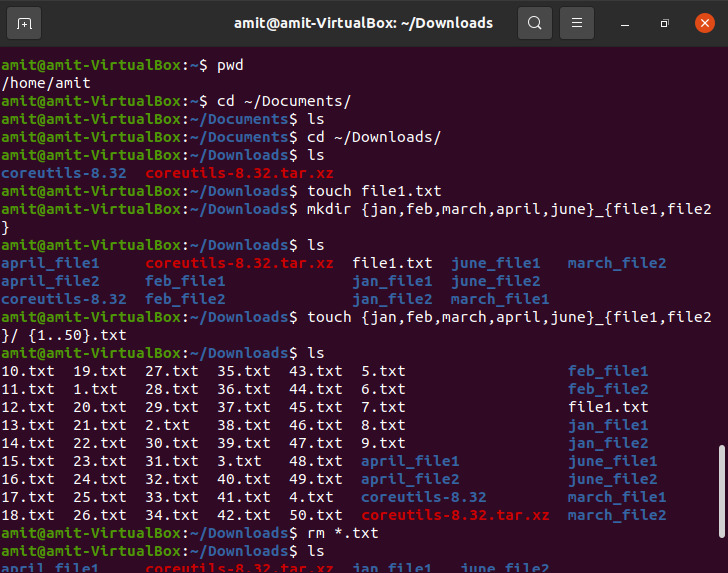 amit@amit-VirtualBox: ~/Downloads
amit@amit-VirtualBox:~$ pwd
/home/amit
amit@amit-VirtualBox:~$ cd ~/Documents/
amit@amit-VirtualBox:~/Documents$ ls
amit@amit-VirtualBox:~/Documents$ cd ~/Downloads/
amit@amit-VirtualBox:~/Downloads$ ls
coreutils-8.32  coreutils-8.32.tar.xz
amit@amit-VirtualBox:~/Downloads$ touch file1.txt
amit@amit-VirtualBox:~/Downloads$ mkdir {jan,feb,march,april,june}_{file1,file2
}
amit@amit-VirtualBox:~/Downloads$ ls
april_file1     coreutils-8.32.tar.xz  file1.txt  june_file1   march_file2
april_file2     feb_file1              jan_file1  june_file2
coreutils-8.32  feb_file2              jan_file2  march_file1
amit@amit-VirtualBox:~/Downloads$ touch {jan,feb,march,april,june}_{file1,file2
}/ {1..50}.txt
amit@amit-VirtualBox:~/Downloads$ ls
10.txt  19.txt  27.txt  35.txt  43.txt  5.txt                  feb_file1
11.txt  1.txt   28.txt  36.txt  44.txt  6.txt                  feb_file2
12.txt  20.txt  29.txt  37.txt  45.txt  7.txt                  file1.txt
13.txt  21.txt  2.txt   38.txt  46.txt  8.txt                  jan_file1
14.txt  22.txt  30.txt  39.txt  47.txt  9.txt                  jan_file2
15.txt  23.txt  31.txt  3.txt   48.txt  april_file1            june_file1
16.txt  24.txt  32.txt  40.txt  49.txt  april_file2            june_file2
17.txt  25.txt  33.txt  41.txt  4.txt   coreutils-8.32         march_file1
18.txt  26.txt  34.txt  42.txt  50.txt  coreutils-8.32.tar.xz  march_file2
amit@amit-VirtualBox:~/Downloads$ rm *.txt
amit@amit-VirtualBox:~/Downloads$ ls
april_file1     coreutils-8.32.tar.xz  jan_file1   june_file2